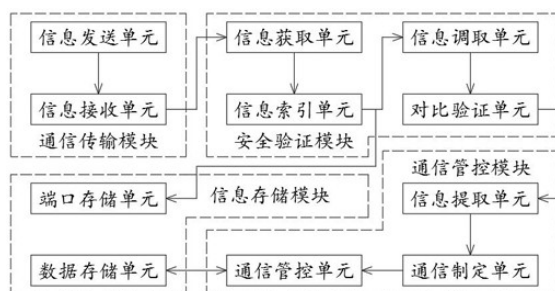 信息发送单元
信息获取单元
信息调取单元
信息接收单元
信息索引单元
对比验证单元
通信传输模块
安全验证模块
通信管控模块
端口存储单元
信息存储模块
信息提取单元
数据存储单元
通信管控单元
通信制定单元